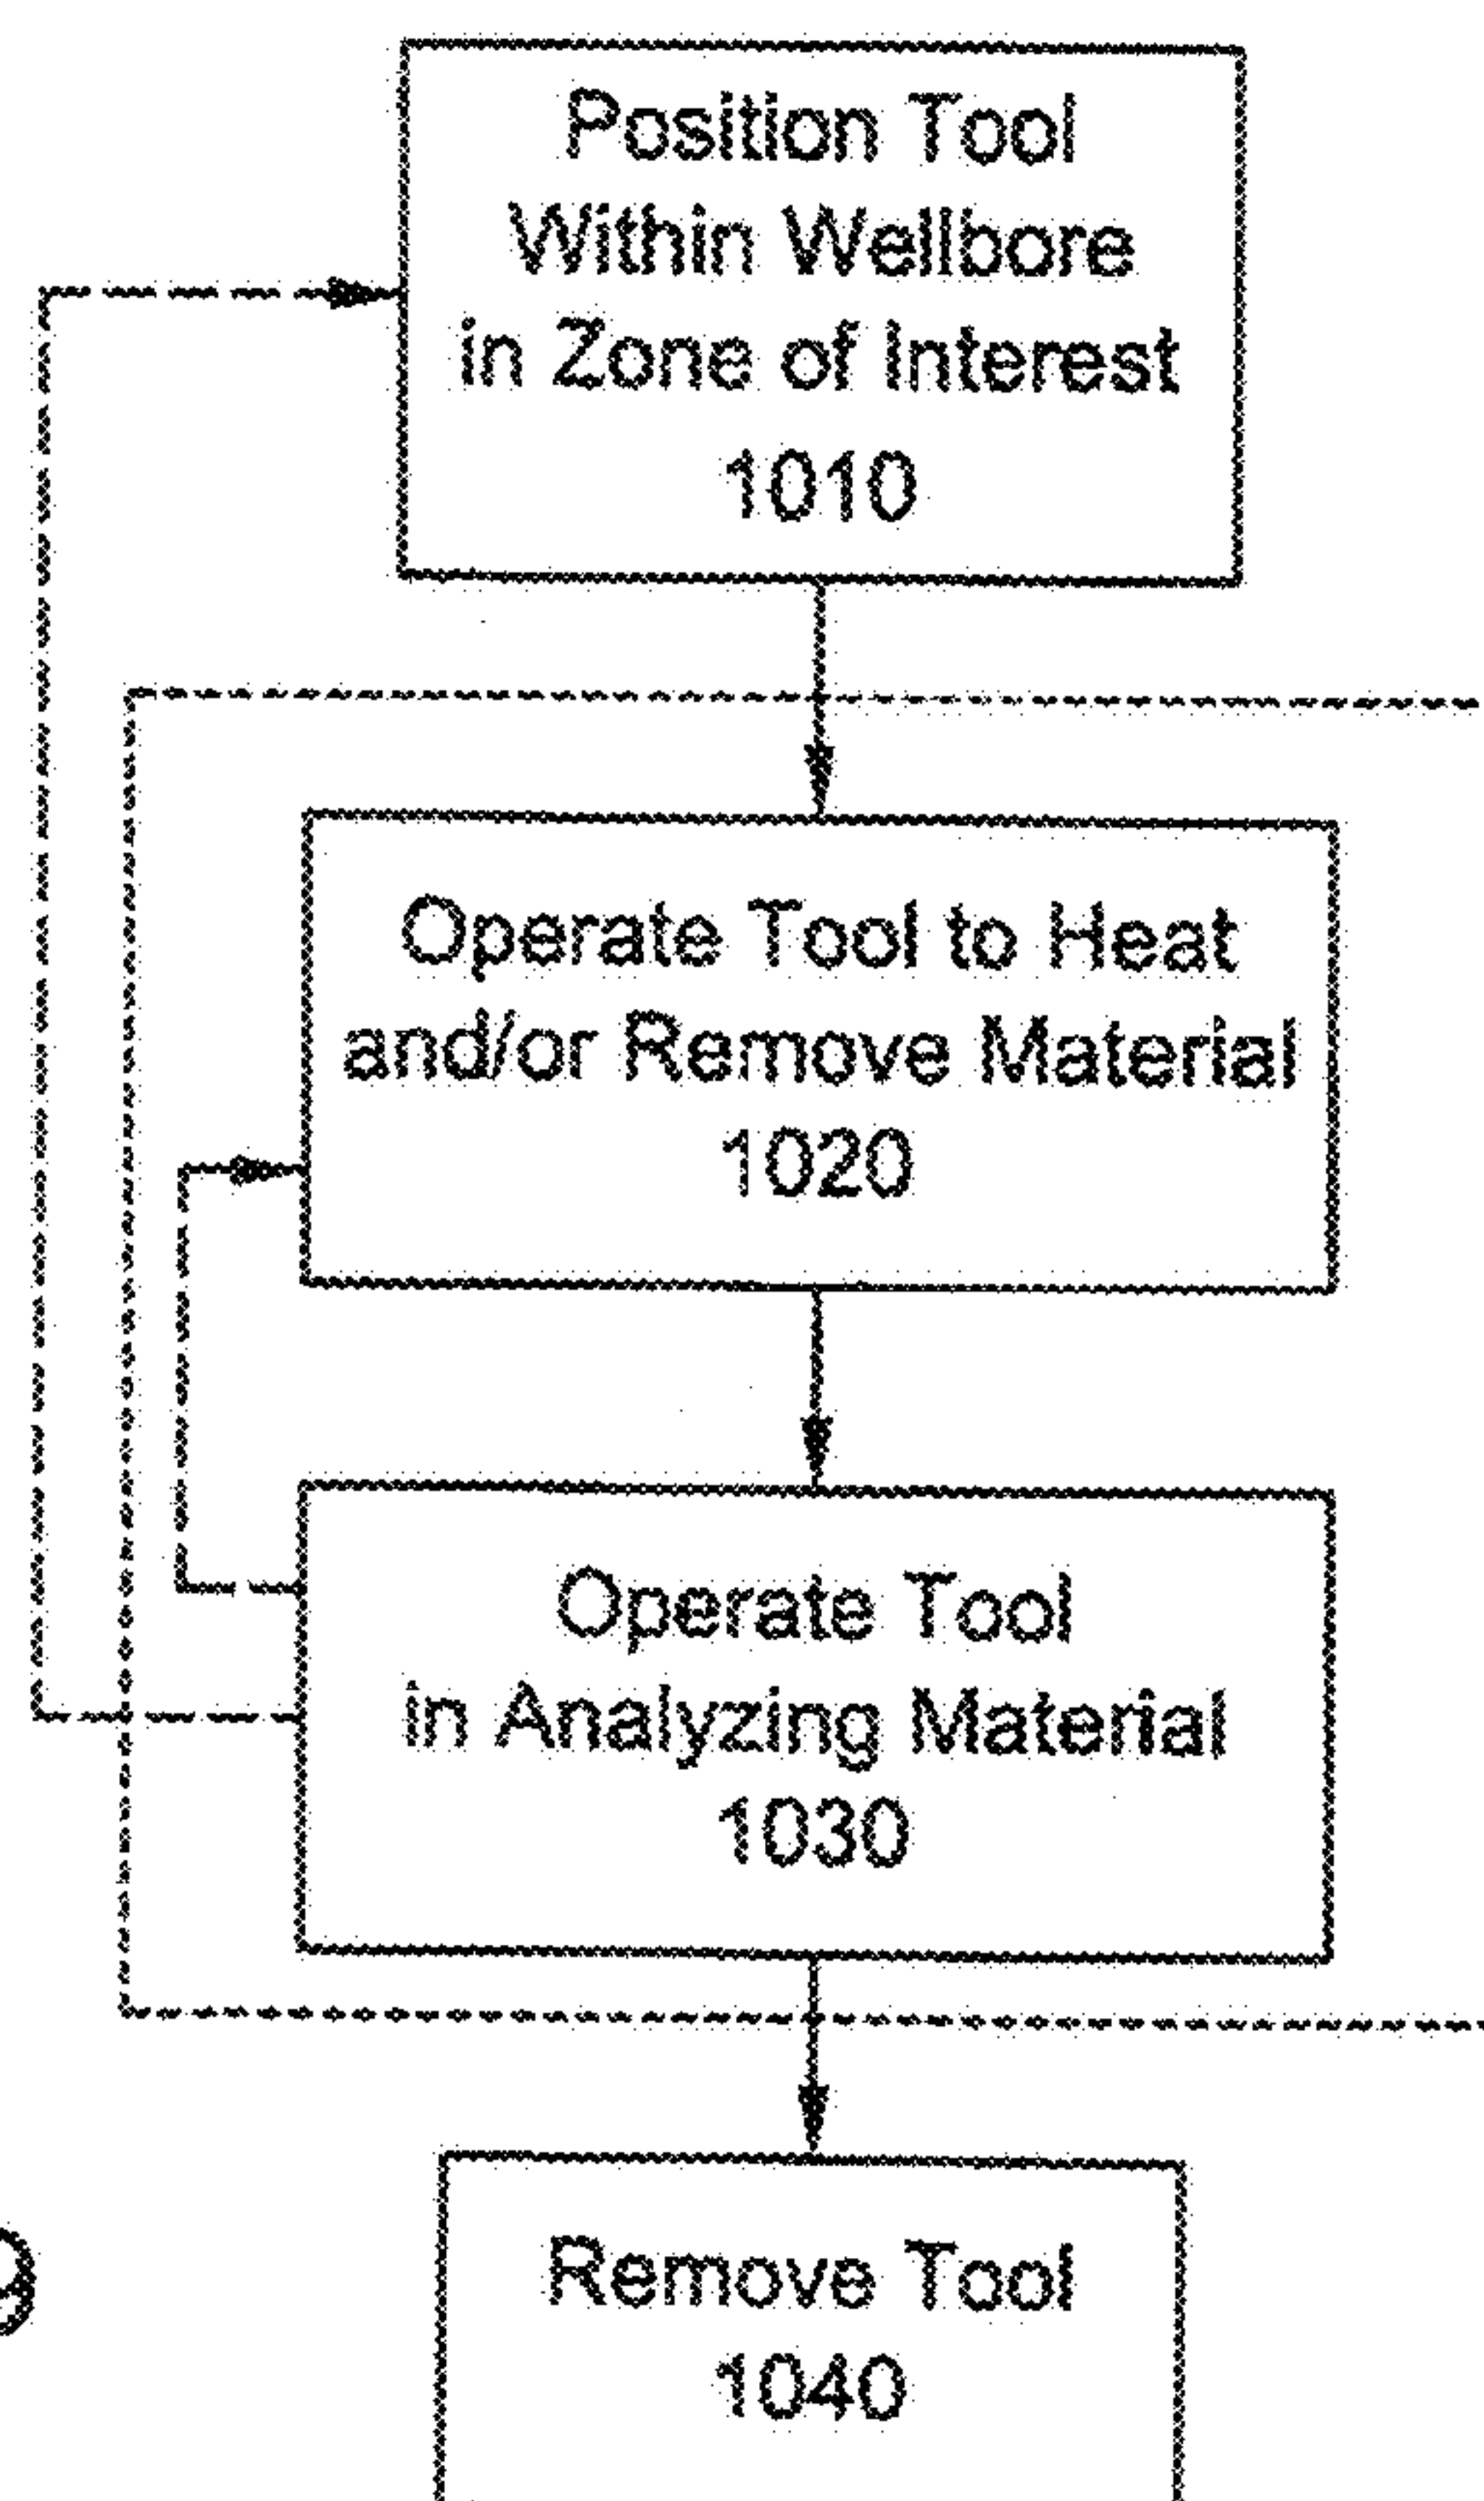 Position Tool
Within Wellbore
in Zone of Interest
1010
Operate Tool to Heat
and/or Remove Material
1020
Operate Tool
in Analyzing Material
1030
Remove Tool
1040